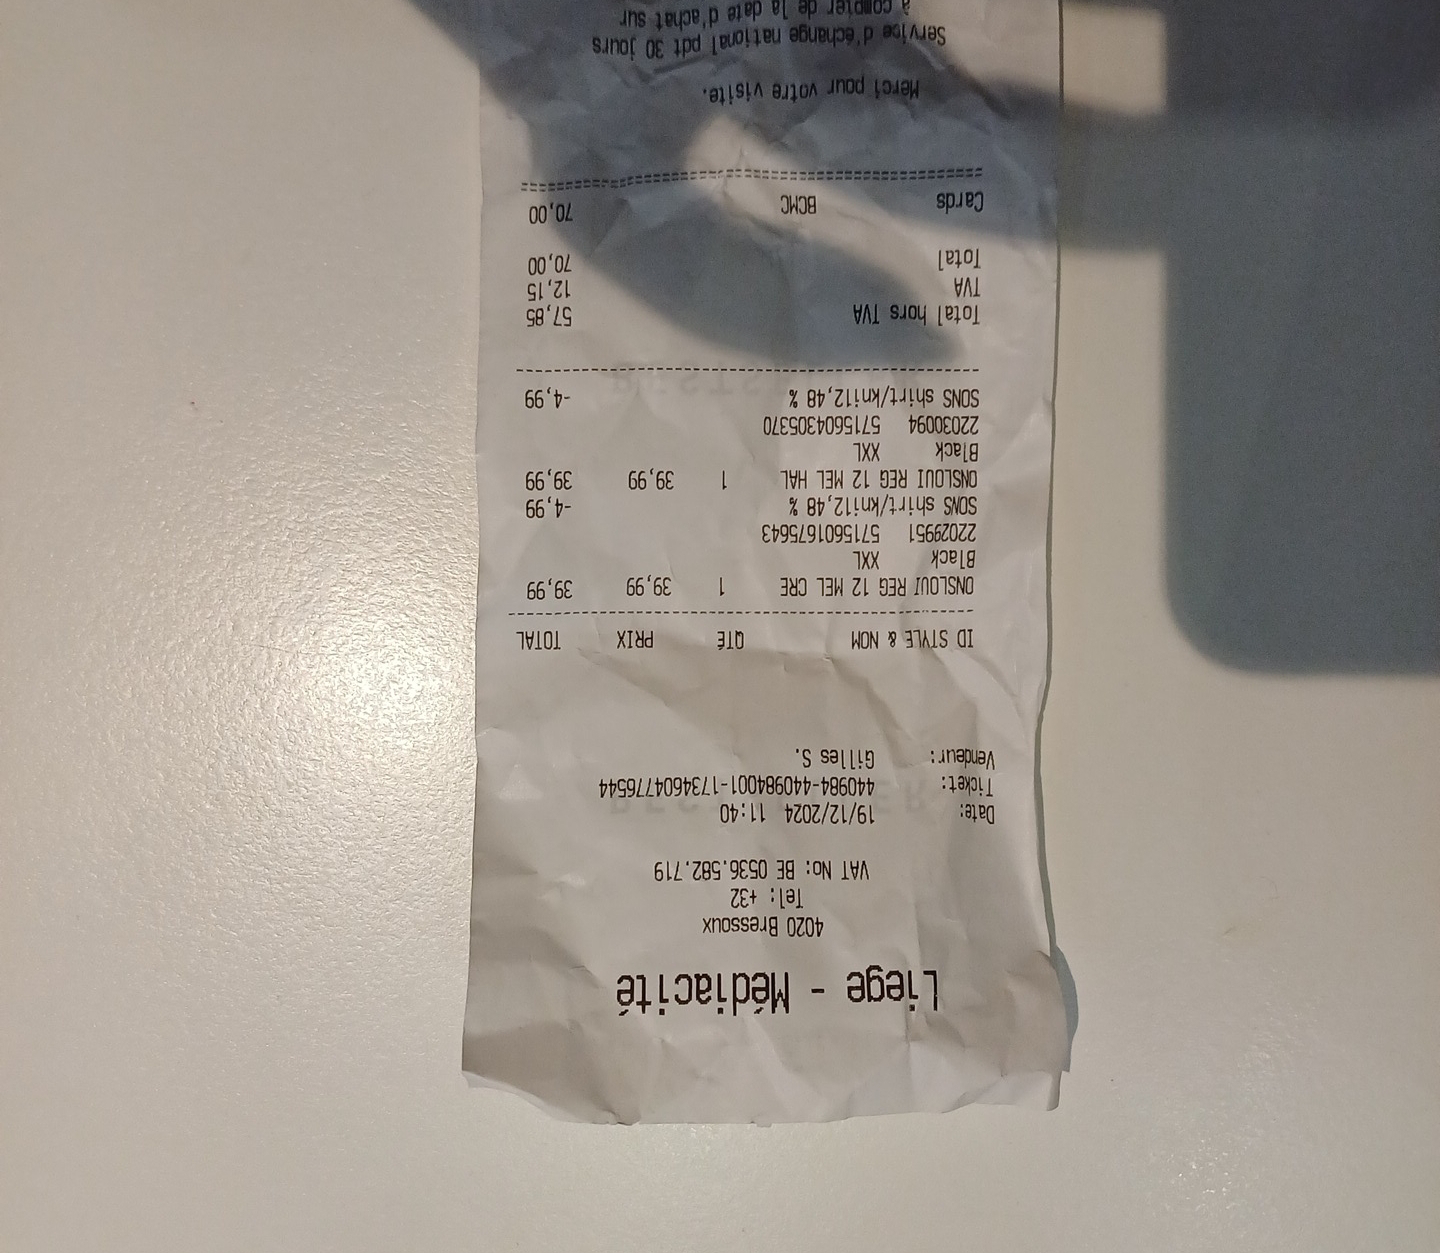 Liege - Médiacité
4020 Bressoux
Tel: +32
VAT No: BE 0536.582.719
Date: 19/12/2024 11:40
Ticket: 440984-440984001-1734604776544
Vendeur: Gilles S.
ID STYLE & NOM QTÉ PRIX TOTAL
ONSLOUI REG 12 MEL CRE 1 39,99 39,99
Black XXL
22029951 5715601675643
SONS shirt/kni12,48 % -4,99
ONSLOUI REG 12 MEL HAL 1 39,99 39,99
Black XXL
22030094 5715604305370
SONS shirt/kni12,48 % -4,99
Total hors TVA 57,85
TVA 12,15
Total 70,00
Cards BCMC 70,00
Merci pour votre visite.
Service d'échange national pdt 30 jours
à compter de la date d'achat sur